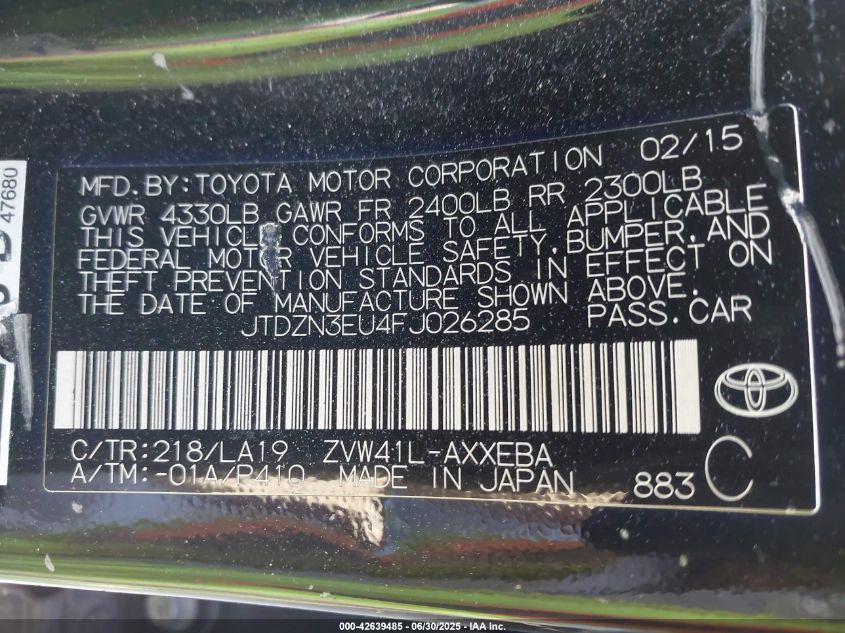 MFD. BY:TOYOTA MOTOR CORPORATION 02/15
GVWR 4330LB GAWR FR 2400LB RR 2300LB
THIS VEHICLE CONFORMS TO ALL APPLICABLE
FEDERAL MOTOR VEHICLE SAFETY, BUMPER, AND
THEFT PREVENTION STANDARDS IN EFFECT ON
THE DATE OF MANUFACTURE SHOWN ABOVE.
JTDZN3EU4FJ026285 PASS. CAR
C/TR:218/LA19 ZVW41L-AXXEBA
A/TM:-01A/P410 MADE IN JAPAN 883 C
47680
000-42639485 - 06/30/2025 - IAA Inc.